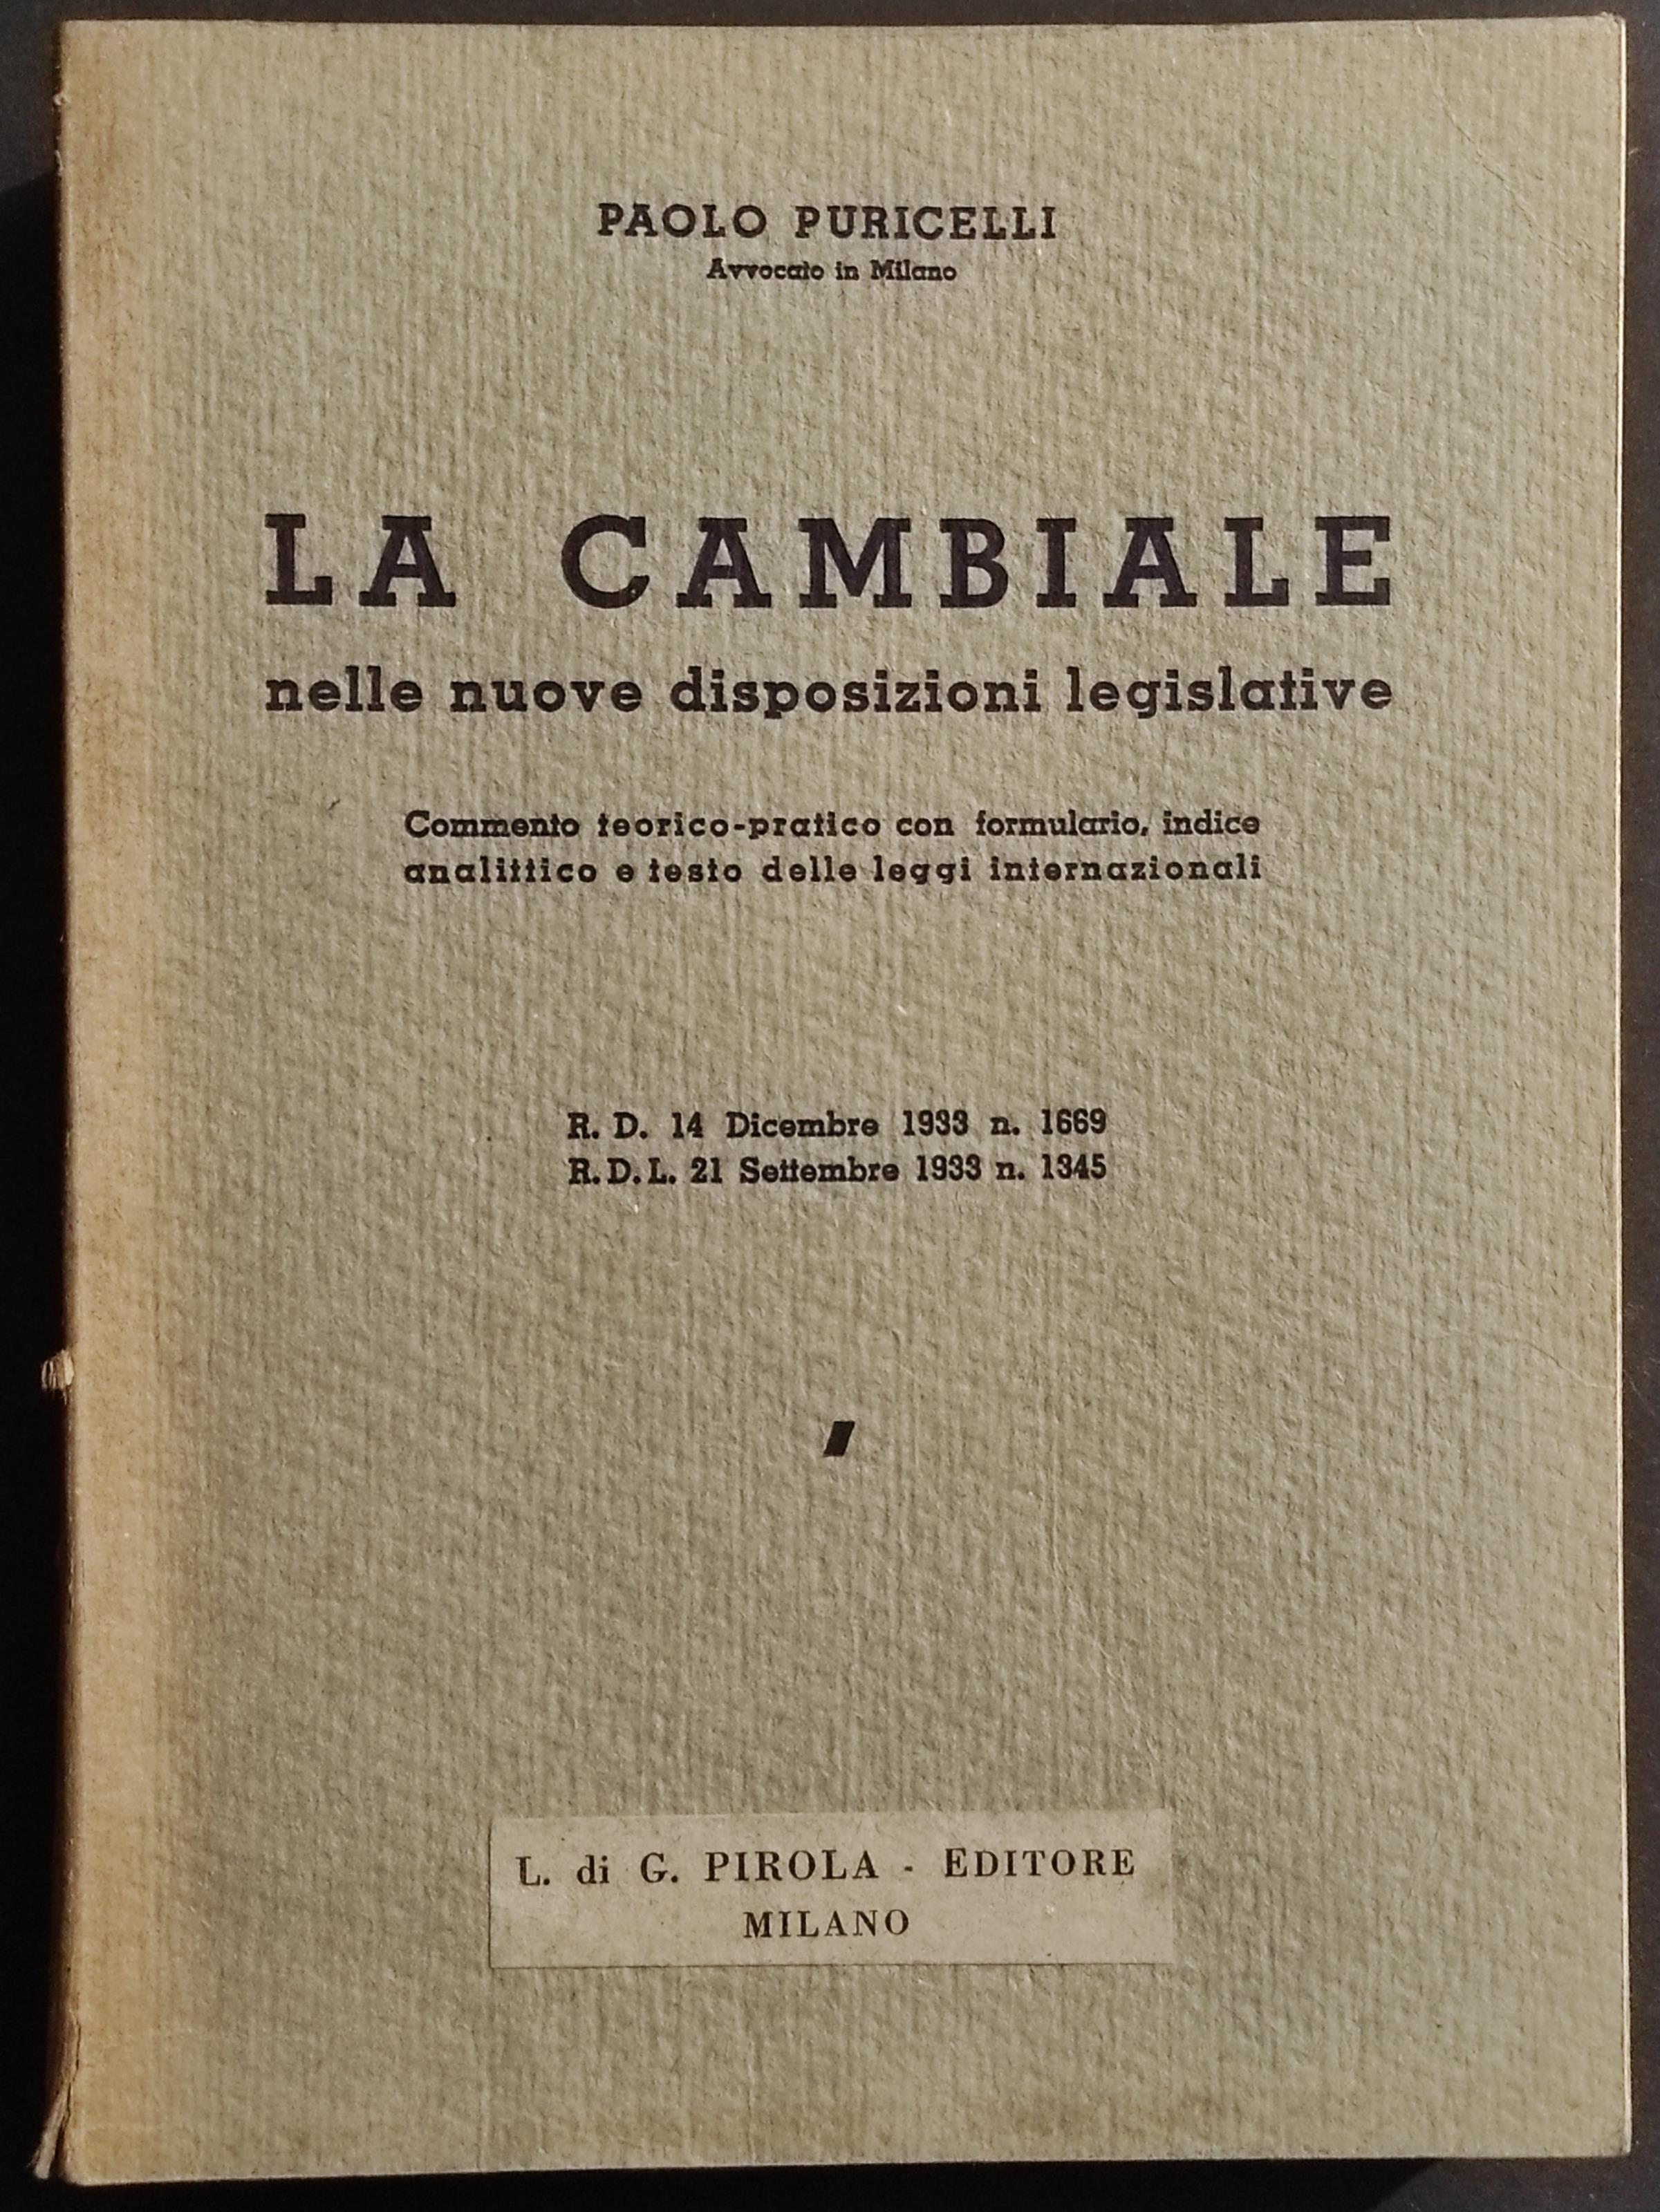 PAOLO PURICELLI
Avvocato in Milano
LA CAMBIALE
nelle nuove disposizioni legislative
Commento teorico-pratico con formulario, indice
analittico e testo delle leggi internazionali
R. D. 14 Dicembre 1933 n. 1669
R. D. L. 21 Settembre 1933 n. 1345
L. di G. PIROLA - EDITORE
MILANO